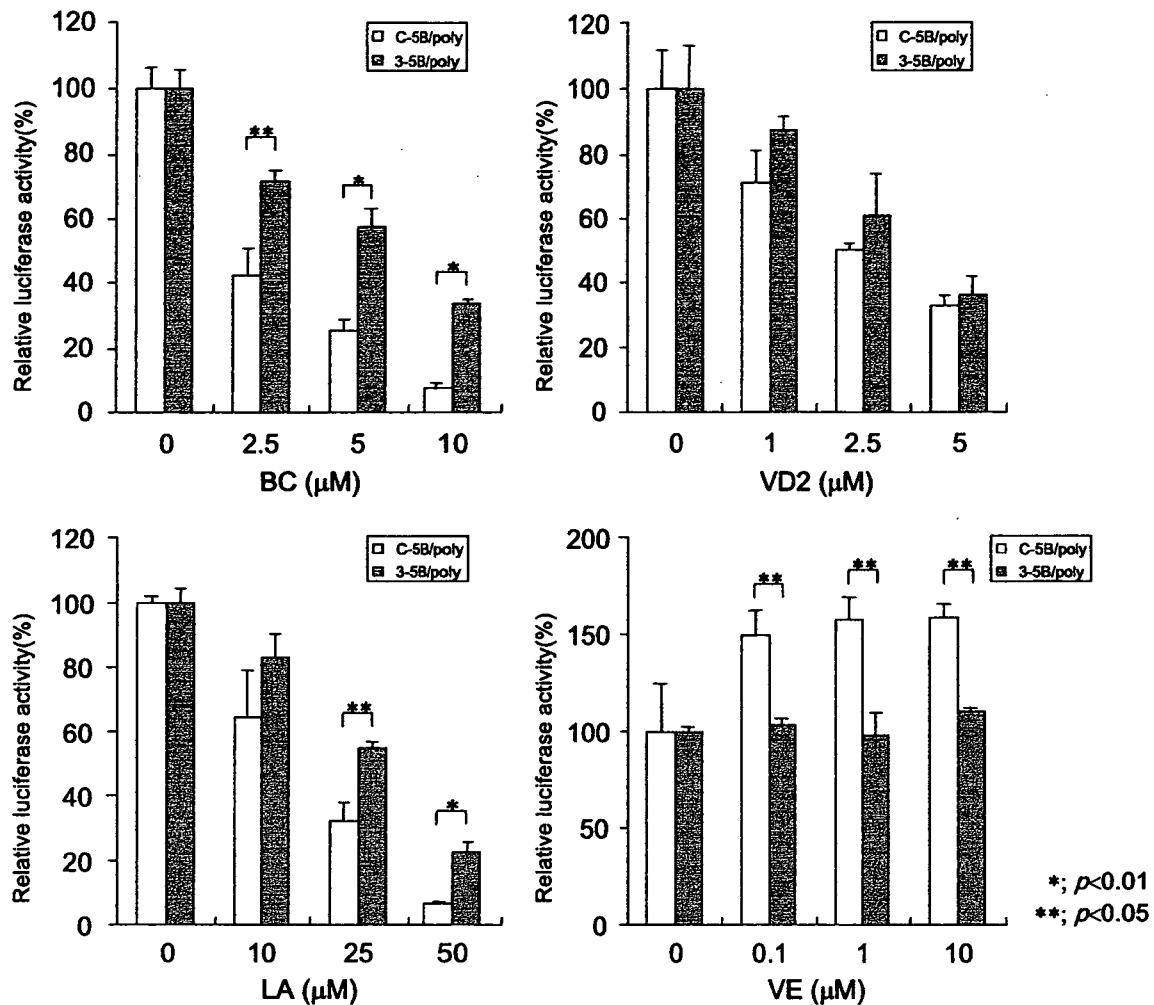 120
100
80
60
40
20
0
Relative luciferase activity(%)
C-5B/poly
3-5B/poly
**
*
*
0 2.5 5 10
BC (μM)
120
100
80
60
40
20
0
Relative luciferase activity(%)
C-5B/poly
3-5B/poly
0 1 2.5 5
VD2 (μM)
120
100
80
60
40
20
0
Relative luciferase activity(%)
C-5B/poly
3-5B/poly
**
*
0 10 25 50
LA (μM)
200
150
100
50
0
Relative luciferase activity(%)
C-5B/poly
3-5B/poly
**
**
**
0 0.1 1 10
VE (μM)
*; p<0.01
**; p<0.05